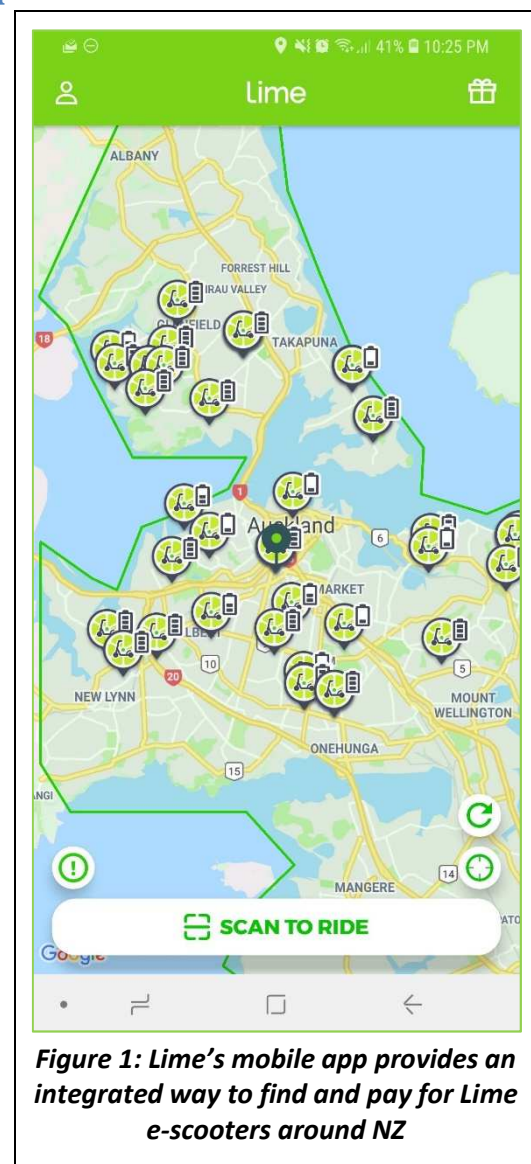 41% 10:25 PM
Lime
ALBANY
FORREST HILL
IRAU VALLEY
18
TAKAPUNA
1
Auckland
6
MARKET
10
5
20
NEW LYNN
MOUNT
WELLINGTON
ONEHUNGA
15
14
MANGERE
SCAN TO RIDE
Figure 1: Lime's mobile app provides an
integrated way to find and pay for Lime
e-scooters around NZ